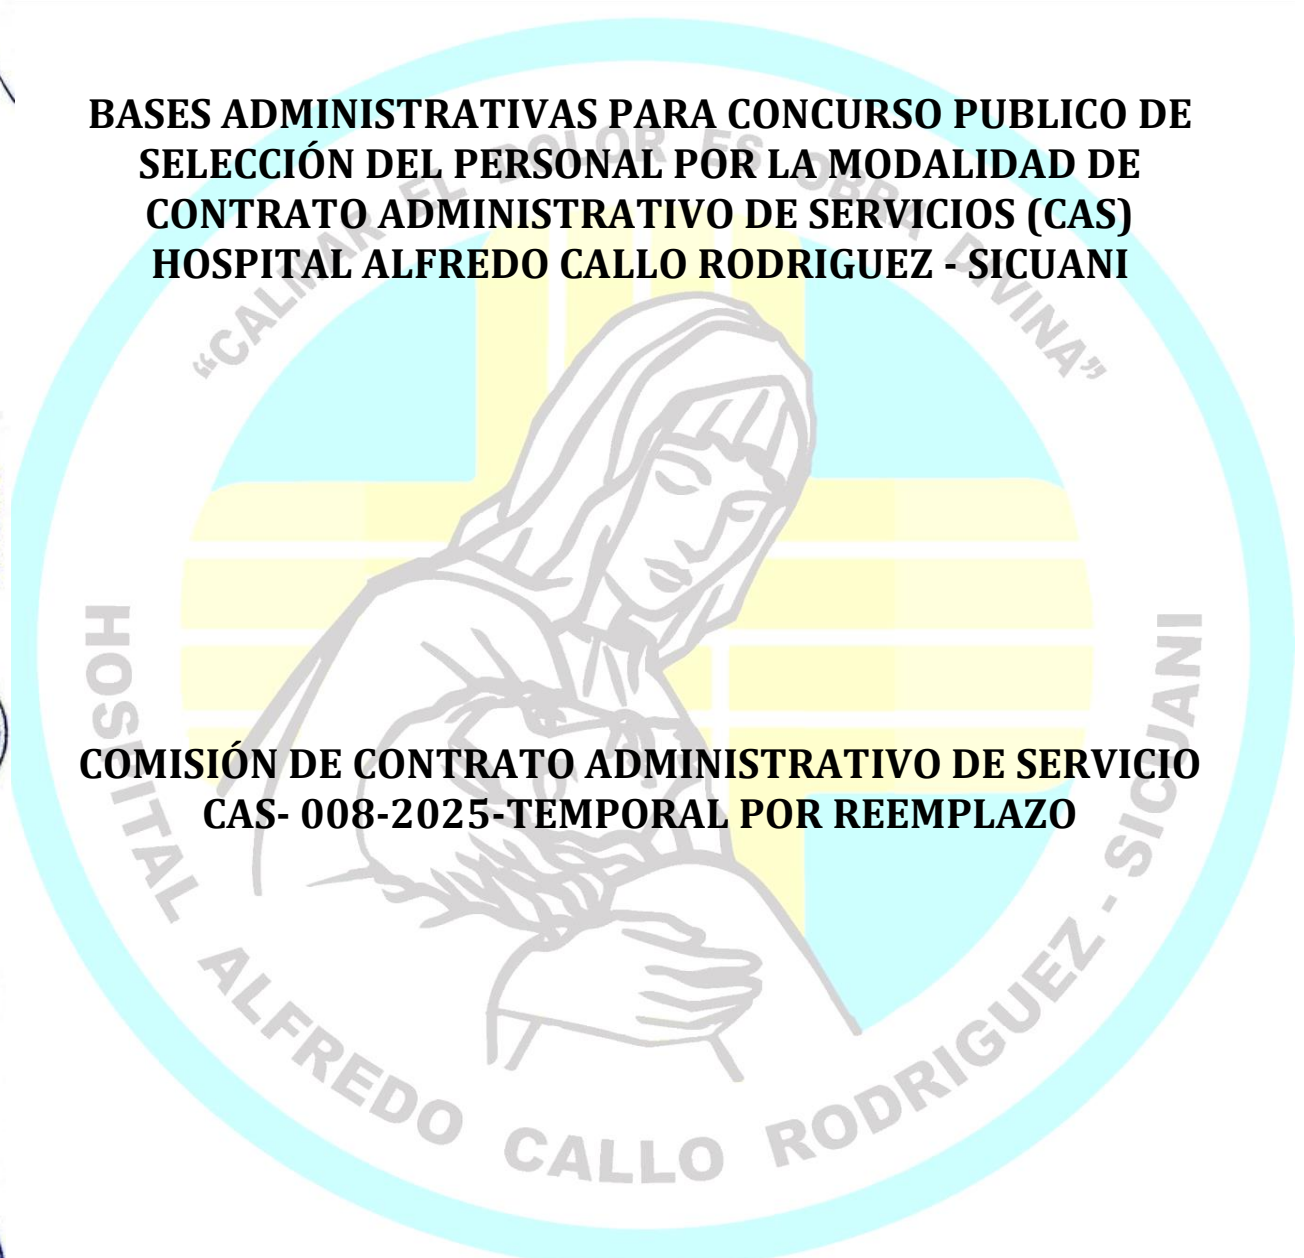 BASES ADMINISTRATIVAS PARA CONCURSO PUBLICO DE
SELECCIÓN DEL PERSONAL POR LA MODALIDAD DE
CONTRATO ADMINISTRATIVO DE SERVICIOS (CAS)
HOSPITAL ALFREDO CALLO RODRIGUEZ - SICUANI
“CALMAR EL DOLOR ES OBRA DIVINA”
COMISIÓN DE CONTRATO ADMINISTRATIVO DE SERVICIO
CAS- 008-2025-TEMPORAL POR REEMPLAZO
HOSPITAL ALFREDO CALLO RODRIGUEZ - SICUANI